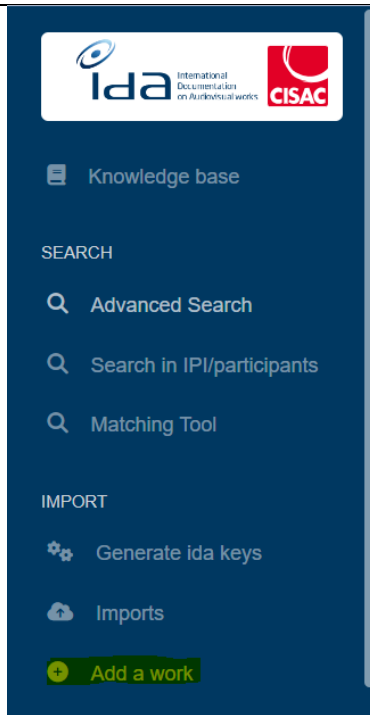 ida
International
Documentation
on Audiovisual works
CISAC
Knowledge base
SEARCH
Advanced Search
Search in IPI/participants
Matching Tool
IMPORT
Generate ida keys
Imports
Add a work